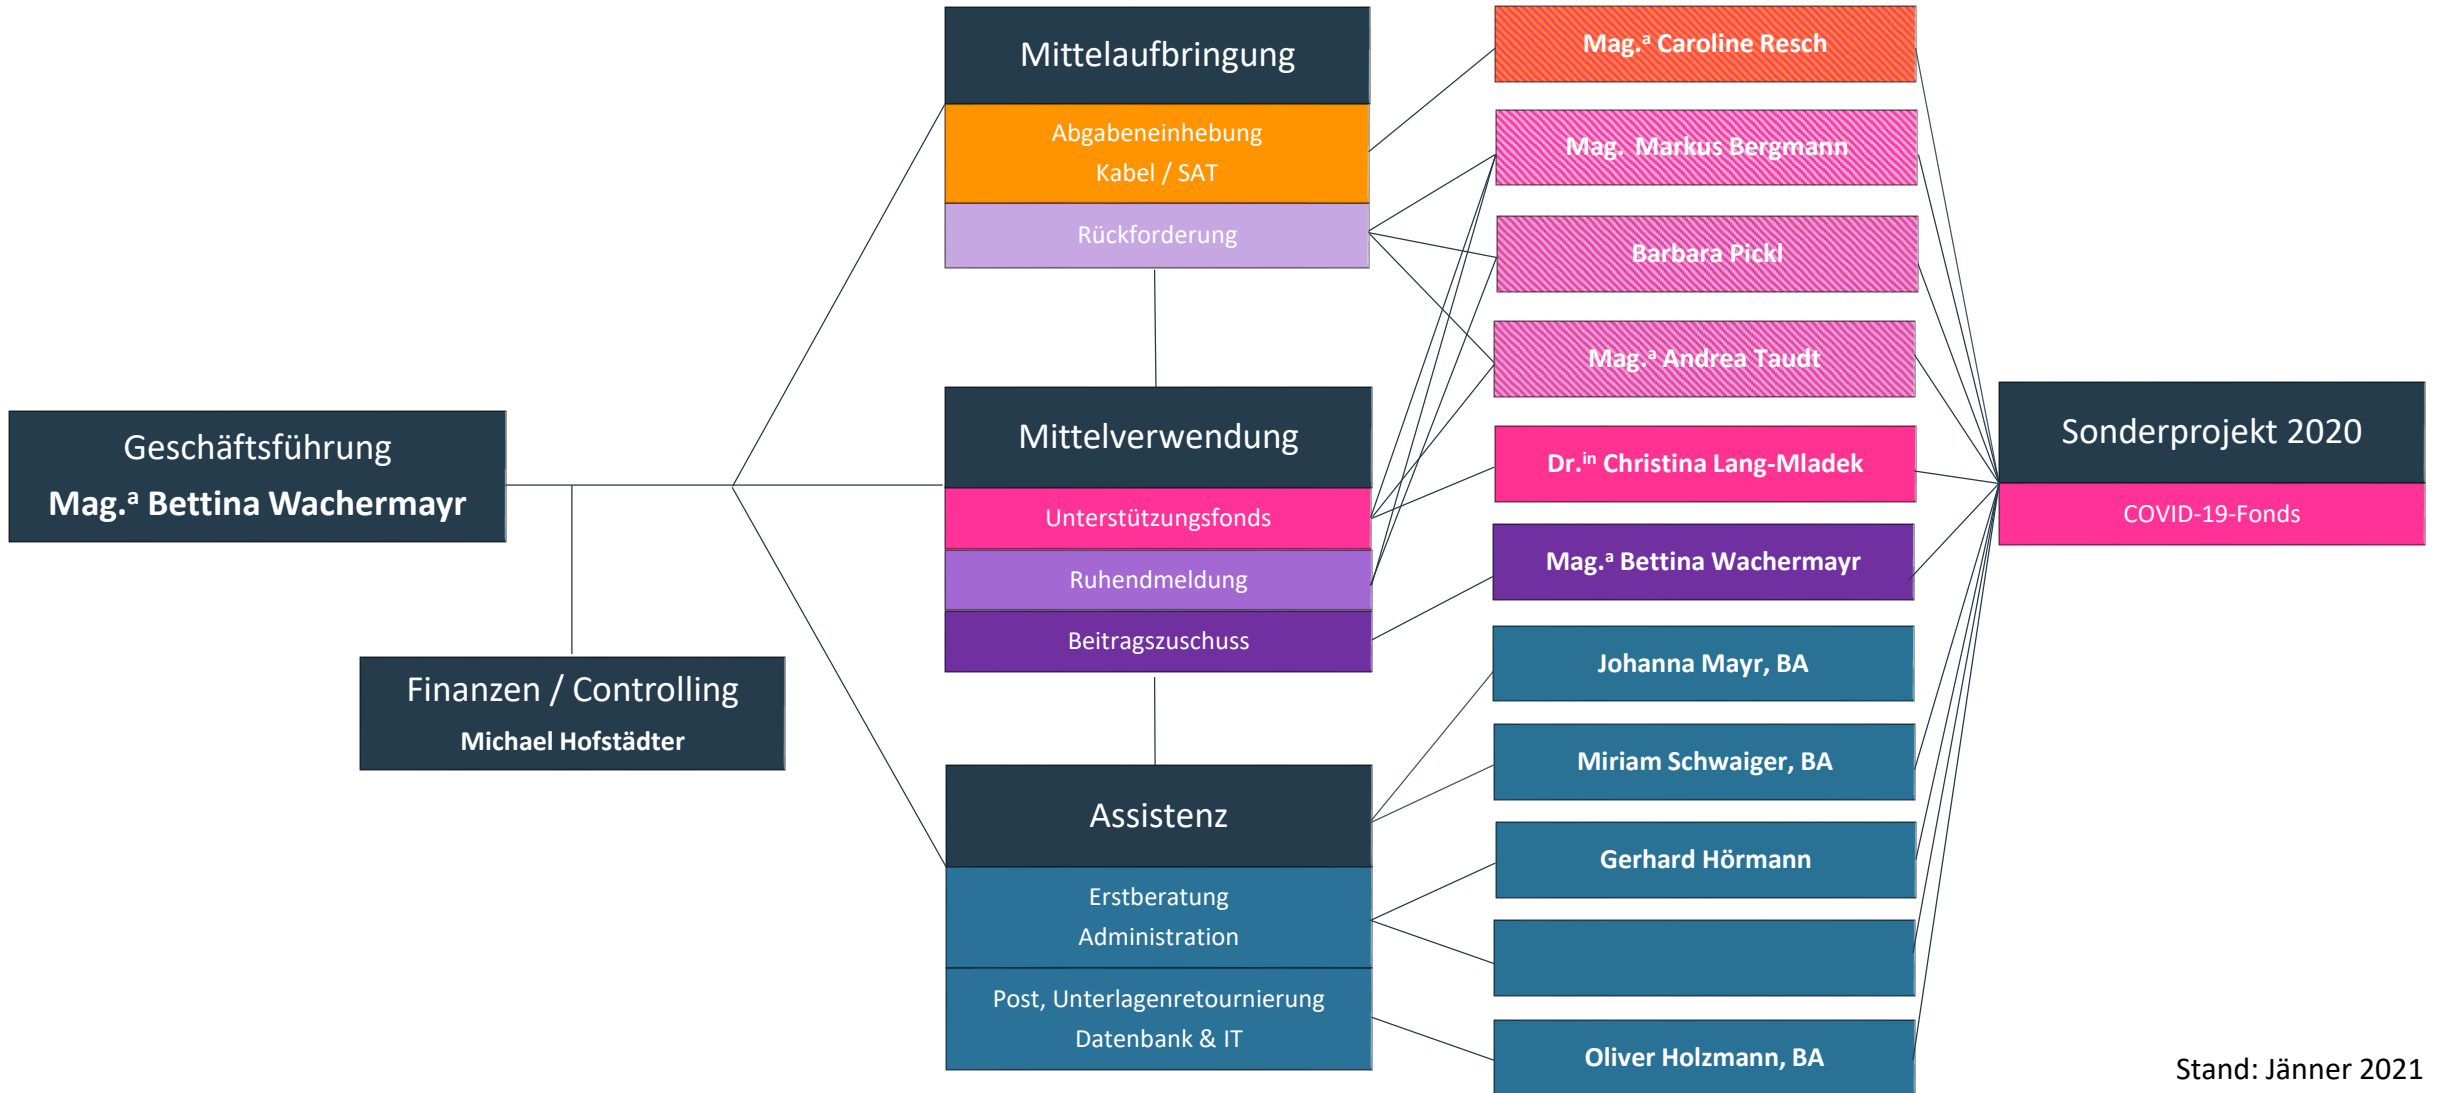 Geschäftsführung
Mag.ª Bettina Wachermayr
Finanzen / Controlling
Michael Hofstädter
Mittelaufbringung
Abgabeneinhebung
Kabel / SAT
Rückforderung
Mittelverwendung
Unterstützungsfonds
Ruhendmeldung
Beitragszuschuss
Assistenz
Erstberatung
Administration
Post, Unterlagenretournierung
Datenbank & IT
Mag.ª Caroline Resch
Mag. Markus Bergmann
Barbara Pickl
Mag.ª Andrea Taudt
Dr.ⁱⁿ Christina Lang-Mladek
Mag.ª Bettina Wachermayr
Johanna Mayr, BA
Miriam Schwaiger, BA
Gerhard Hörmann
Oliver Holzmann, BA
Sonderprojekt 2020
COVID-19-Fonds
Stand: Jänner 2021